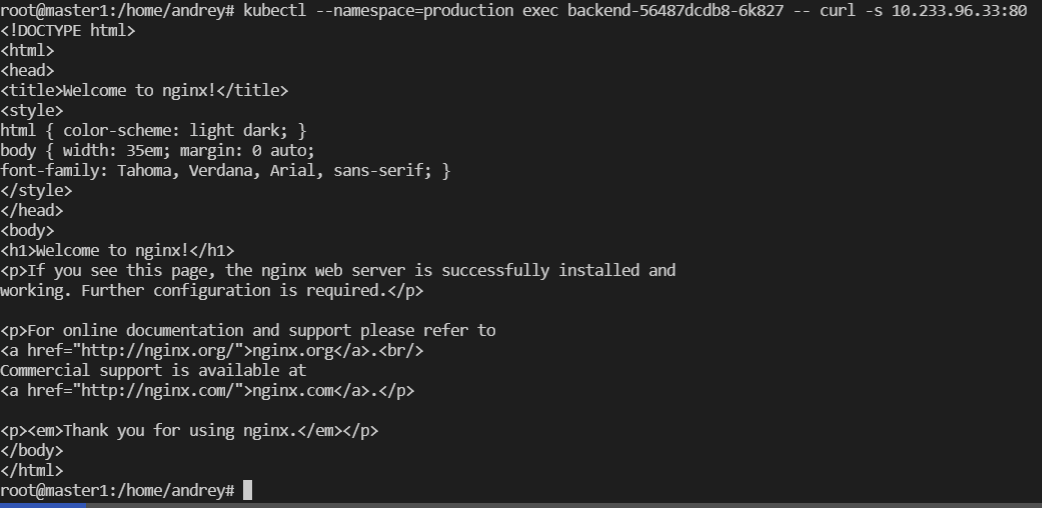 root@master1:/home/andrey# kubectl --namespace=production exec backend-56487dcdb8-6k827 -- curl -s 10.233.96.33:80
<!DOCTYPE html>
<html>
<head>
<title>Welcome to nginx!</title>
<style>
html { color-scheme: light dark; }
body { width: 35em; margin: 0 auto;
font-family: Tahoma, Verdana, Arial, sans-serif; }
</style>
</head>
<body>
<h1>Welcome to nginx!</h1>
<p>If you see this page, the nginx web server is successfully installed and
working. Further configuration is required.</p>

<p>For online documentation and support please refer to
<a href="http://nginx.org/">nginx.org</a>.<br/>
Commercial support is available at
<a href="http://nginx.com/">nginx.com</a>.</p>

<p><em>Thank you for using nginx.</em></p>
</body>
</html>
root@master1:/home/andrey#